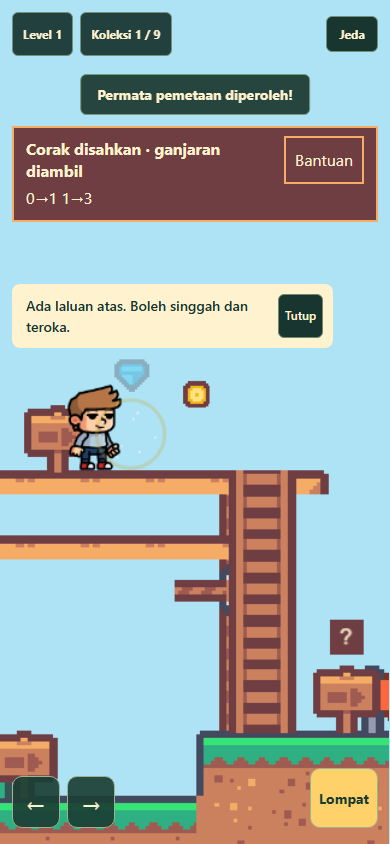 Level 1
Koleksi 1 / 9
Jeda
Permata pemetaan diperoleh!
Corak disahkan · ganjaran
diambil
Bantuan
0→1 1→3
Ada laluan atas. Boleh singgah dan
teroka.
Tutup
?
← →
Lompat